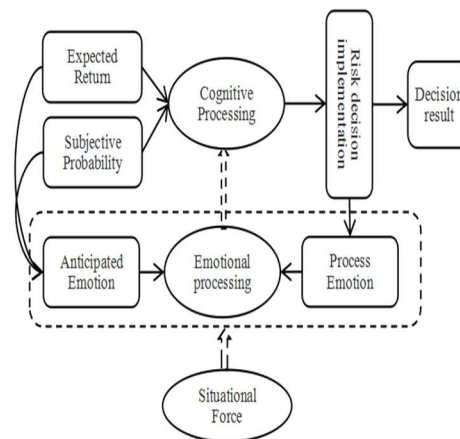 Expected
Return
Cognitive
Processing
Risk decision
implementation
Decision
result
Subjective
Probability
Anticipated
Emotion
Emotional
processing
Process
Emotion
Situational
Force